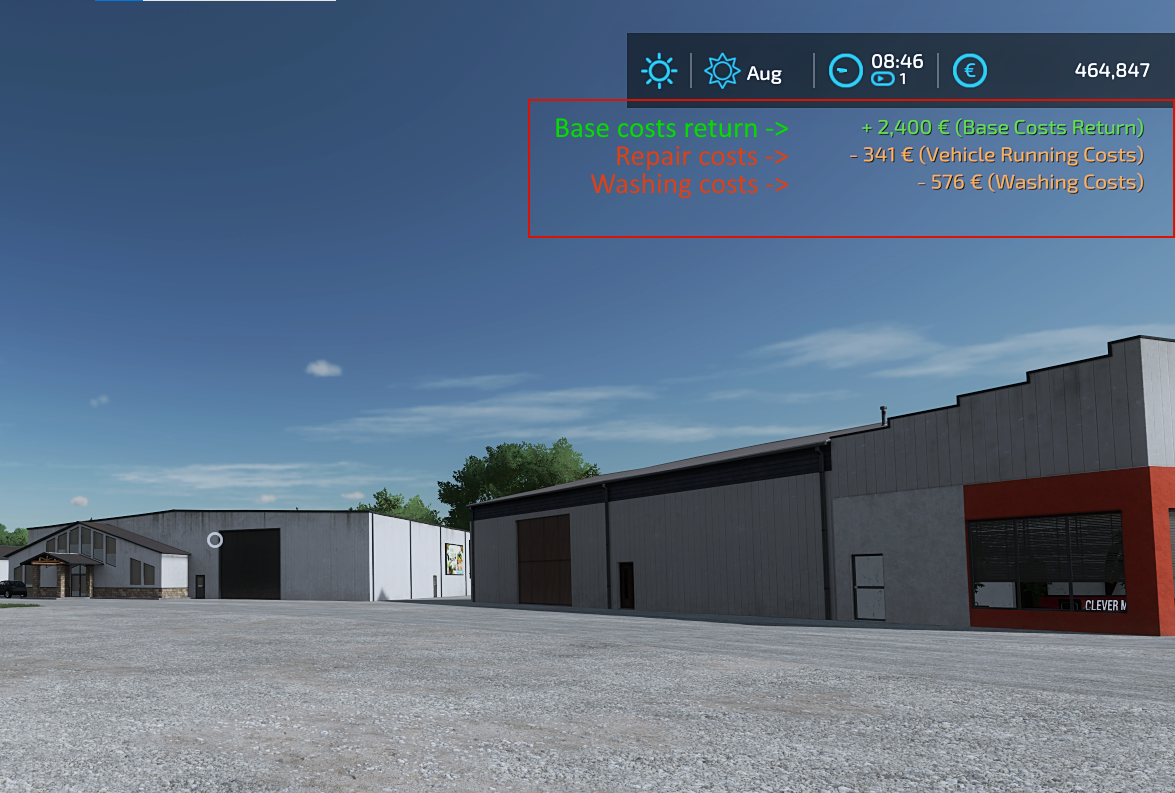 Aug
08:46
1
€
464,847
Base costs return -> + 2,400 € (Base Costs Return)
Repair costs -> - 341 € (Vehicle Running Costs)
Washing costs -> - 576 € (Washing Costs)
CLEVER M